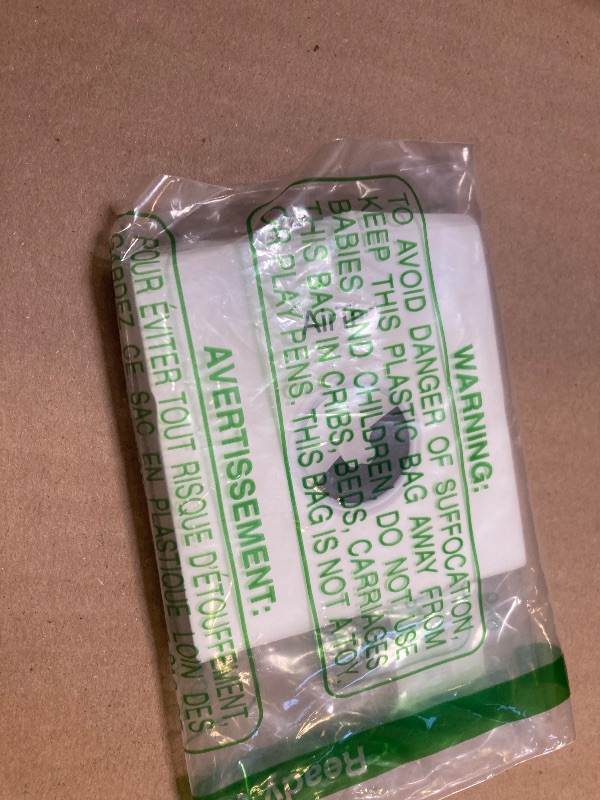 WARNING:
TO AVOID DANGER OF SUFFOCATION,
KEEP THIS PLASTIC BAG AWAY FROM
BABIES AND CHILDREN. DO NOT USE
THIS BAG IN CRIBS, BEDS, CARRIAGES
OR PLAY PENS. THIS BAG IS NOT A TOY.
AVERTISSEMENT:
POUR ÉVITER TOUT RISQUE D'ÉTOUFFEMENT,
GARDEZ CE SAC EN PLASTIQUE LOIN DES
Ready